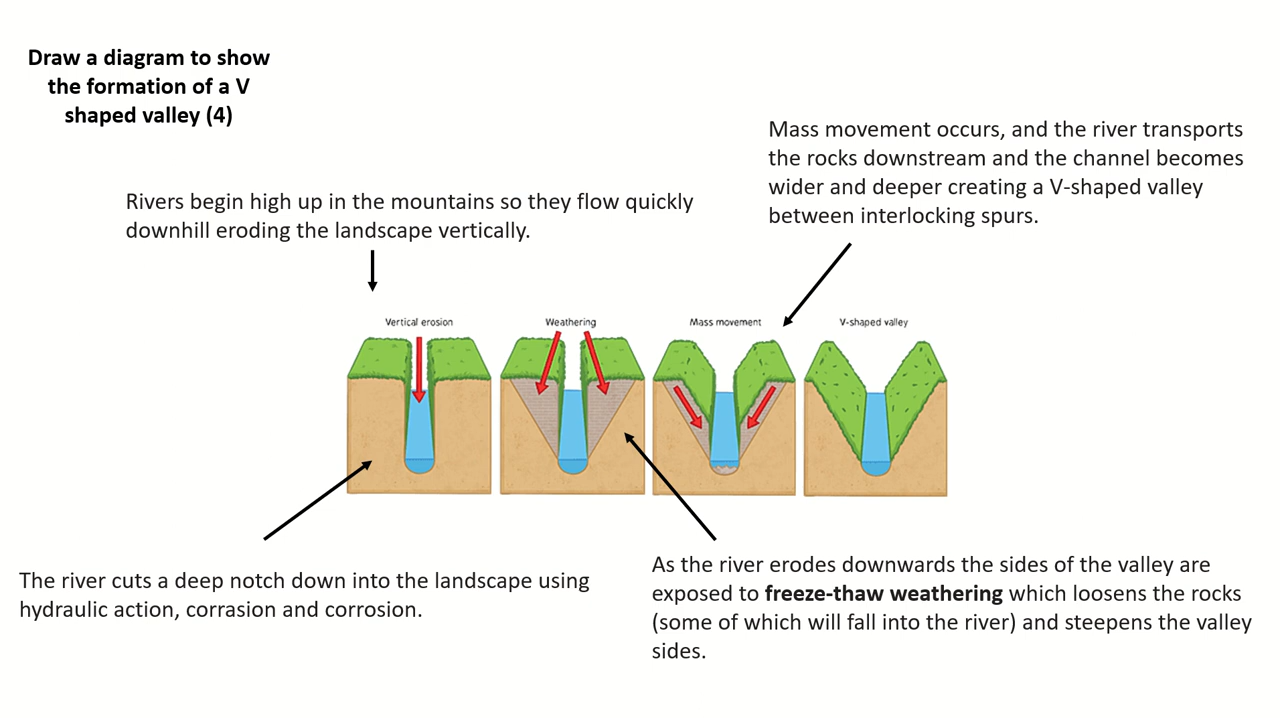 Draw a diagram to show
the formation of a V
shaped valley (4)
Mass movement occurs, and the river transports
the rocks downstream and the channel becomes
wider and deeper creating a V-shaped valley
between interlocking spurs.
Rivers begin high up in the mountains so they flow quickly
downhill eroding the landscape vertically.
Vertical erosion
Weathering
Mass movement
V-shaped valley
The river cuts a deep notch down into the landscape using
hydraulic action, corrasion and corrosion.
As the river erodes downwards the sides of the valley are
exposed to freeze-thaw weathering which loosens the rocks
(some of which will fall into the river) and steepens the valley
sides.